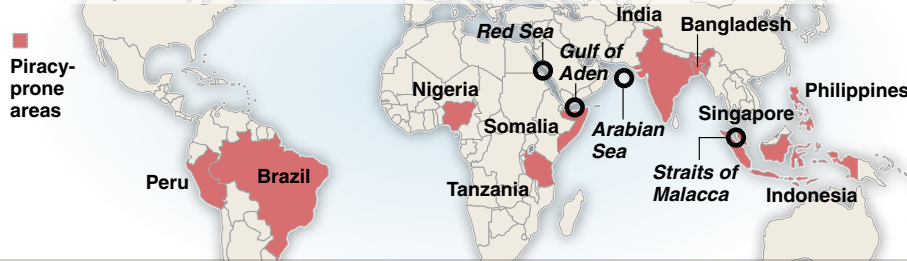 Piracy-
prone
areas
Peru
Brazil
Nigeria
Somalia
Tanzania
Red Sea
Gulf of
Aden
Arabian
Sea
India
Bangladesh
Philippines
Singapore
Straits of
Malacca
Indonesia